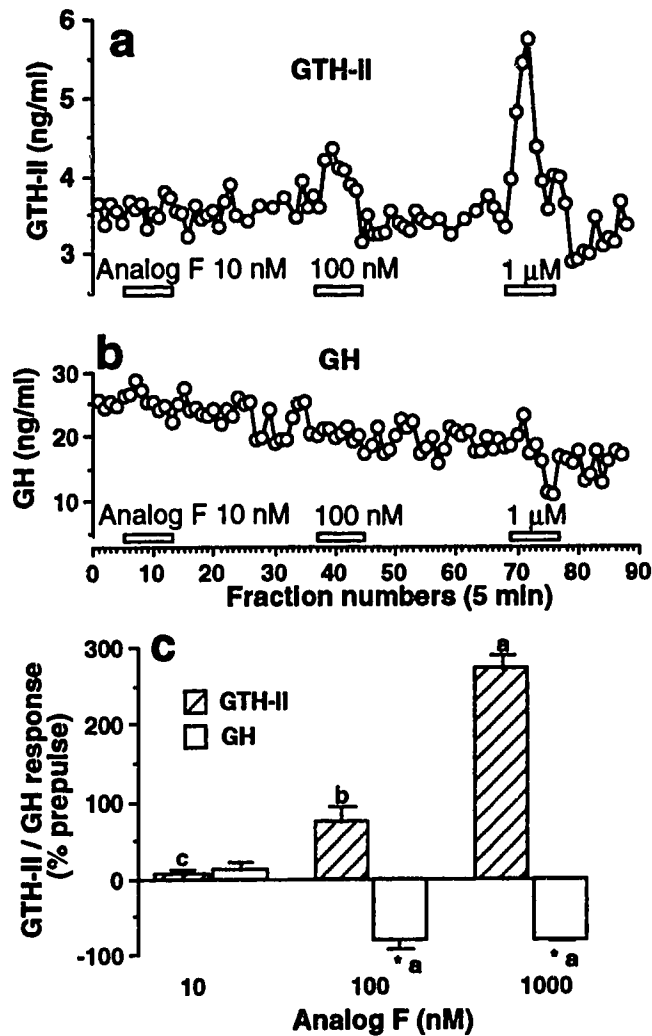 a
GTH-II
GTH-II (ng/ml)
6
5
4
3
Analog F 10 nM 100 nM 1 µM
b
GH
GH (ng/ml)
30
20
10
Analog F 10 nM 100 nM 1 µM
0 10 20 30 40 50 60 70 80 90
Fraction numbers (5 min)
c
GTH-II / GH response
(% prepulse)
300
200
100
0
-100
GTH-II
GH
c
b
a
* a
* a
10 100 1000
Analog F (nM)